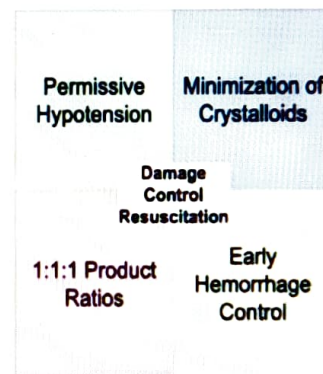 Permissive
Hypotension
Minimization of
Crystalloids
Damage
Control
Resuscitation
1:1:1 Product
Ratios
Early
Hemorrhage
Control